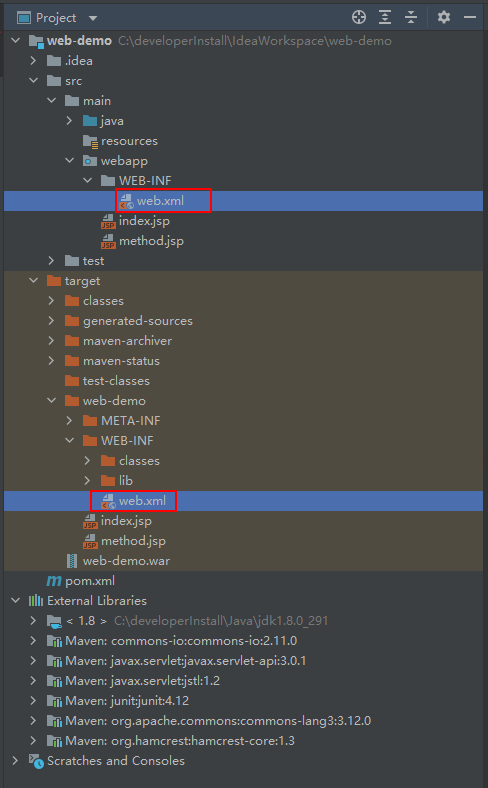 Project
web-demo C:\developerInstall\IdeaWorkspace\web-demo
.idea
src
main
java
resources
webapp
WEB-INF
web.xml
index.jsp
method.jsp
test
target
classes
generated-sources
maven-archiver
maven-status
test-classes
web-demo
META-INF
WEB-INF
classes
lib
web.xml
index.jsp
method.jsp
web-demo.war
pom.xml
External Libraries
< 1.8 > C:\developerInstall\Java\jdk1.8.0_291
Maven: commons-io:commons-io:2.11.0
Maven: javax.servlet:javax.servlet-api:3.0.1
Maven: javax.servlet:jstl:1.2
Maven: junit:junit:4.12
Maven: org.apache.commons:commons-lang3:3.12.0
Maven: org.hamcrest:hamcrest-core:1.3
Scratches and Consoles